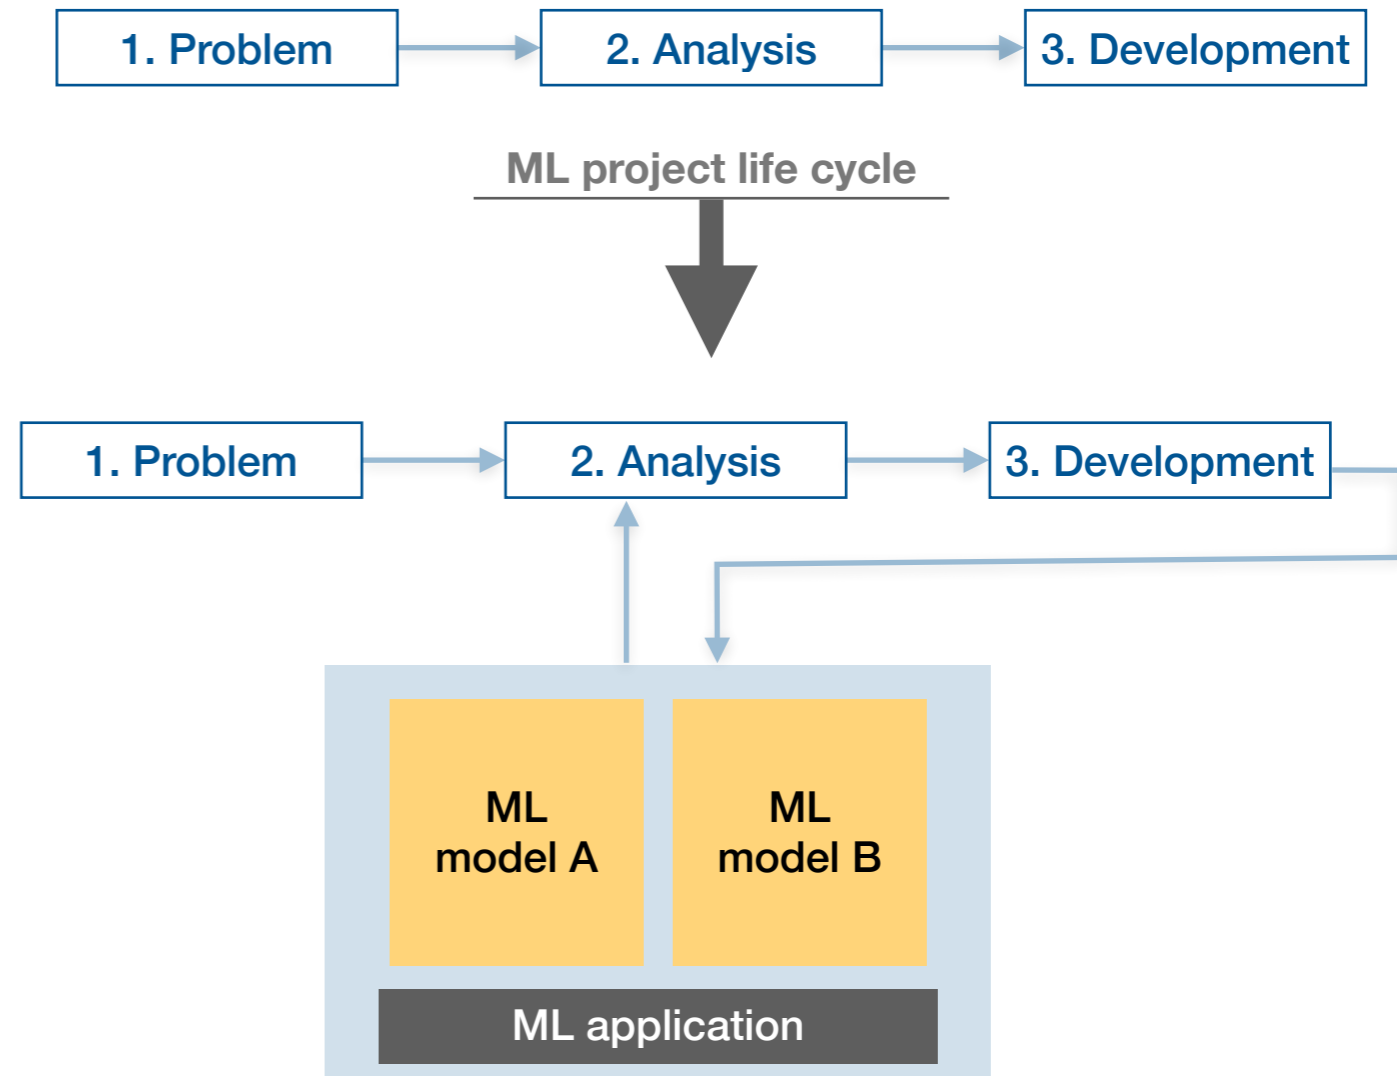 1. Problem
2. Analysis
3. Development
ML project life cycle
1. Problem
2. Analysis
3. Development
ML
model A
ML
model B
ML application